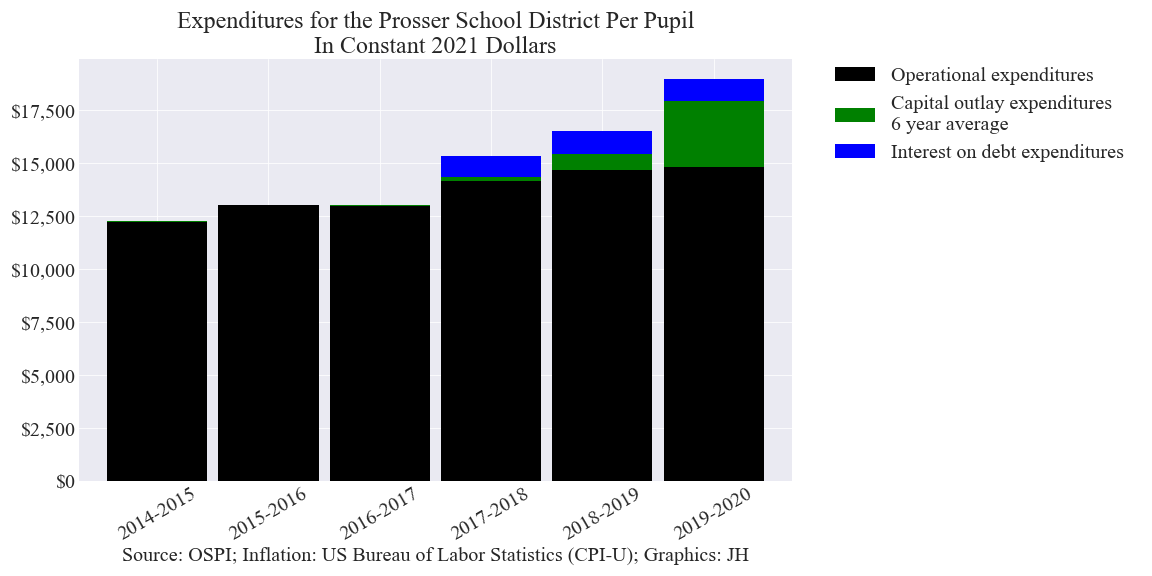 Expenditures for the Prosser School District Per Pupil
In Constant 2021 Dollars
$17,500
$15,000
$12,500
$10,000
$7,500
$5,000
$2,500
$0
2014-2015
2015-2016
2016-2017
2017-2018
2018-2019
2019-2020
Source: OSPI; Inflation: US Bureau of Labor Statistics (CPI-U); Graphics: JH
Operational expenditures
Capital outlay expenditures
6 year average
Interest on debt expenditures